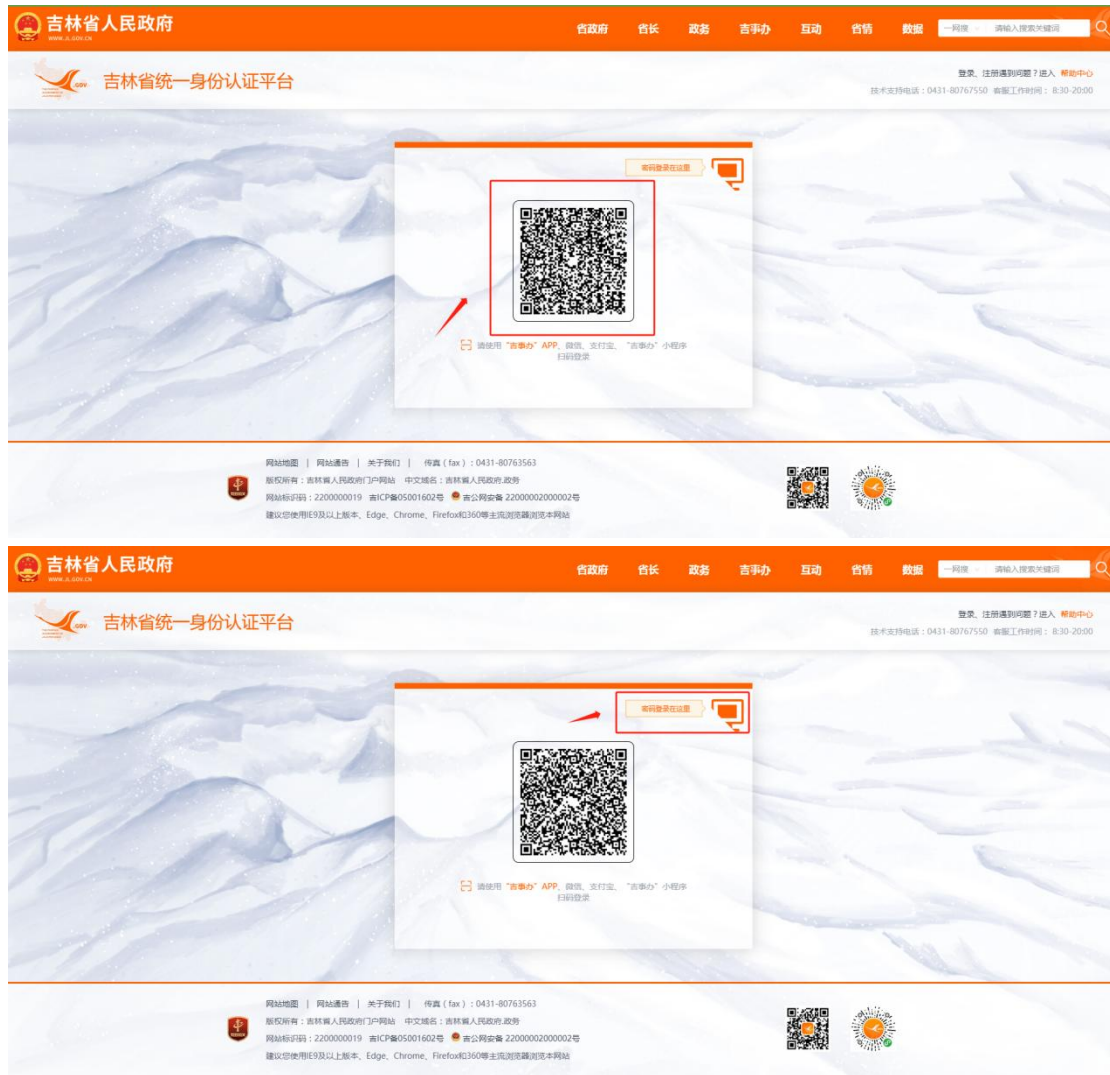 吉林省人民政府
WWW.JL.GOV.CN
省政府 省长 政务 吉事办 互动 省情 数据 一网搜 请输入搜索关键词
GOV. 吉林省统一身份认证平台
登录、注册遇到问题?进入 帮助中心
技术支持电话:0431-80767550 客服工作时间:8:30-20:00
密码登录在这里
请使用 "吉事办" APP、微信、支付宝、"吉事办" 小程序
扫码登录
网站地图 | 网站通告 | 关于我们 | 传真(fax):0431-80763563
版权所有:吉林省人民政府门户网站 中文域名:吉林省人民政府.政务
网站标识码:2200000019 吉ICP备05001602号 吉公网安备 22000002000002号
建议您使用IE9及以上版本、Edge、Chrome、Firefox和360等主流浏览器浏览本网站
吉林省人民政府
WWW.JL.GOV.CN
省政府 省长 政务 吉事办 互动 省情 数据 一网搜 请输入搜索关键词
GOV. 吉林省统一身份认证平台
登录、注册遇到问题?进入 帮助中心
技术支持电话:0431-80767550 客服工作时间:8:30-20:00
密码登录在这里
请使用 "吉事办" APP、微信、支付宝、"吉事办" 小程序
扫码登录
网站地图 | 网站通告 | 关于我们 | 传真(fax):0431-80763563
版权所有:吉林省人民政府门户网站 中文域名:吉林省人民政府.政务
网站标识码:2200000019 吉ICP备05001602号 吉公网安备 22000002000002号
建议您使用IE9及以上版本、Edge、Chrome、Firefox和360等主流浏览器浏览本网站